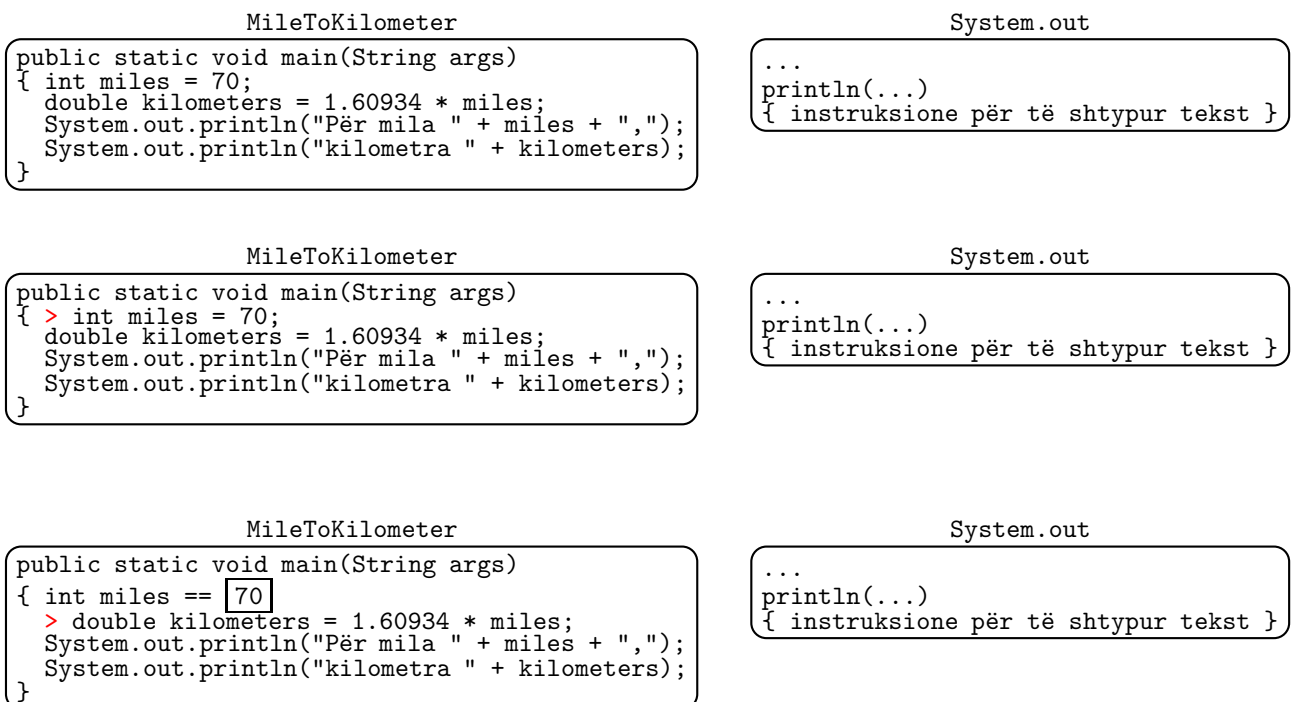 MileToKilometer
public static void main(String args)
{ int miles = 70;
double kilometers = 1.60934 * miles;
System.out.println("Për mila " + miles + ",");
System.out.println("kilometra " + kilometers);
}
System.out
...
println(...)
{ instruksione për të shtypur tekst }
MileToKilometer
public static void main(String args)
{ > int miles = 70;
double kilometers = 1.60934 * miles;
System.out.println("Për mila " + miles + ",");
System.out.println("kilometra " + kilometers);
}
System.out
...
println(...)
{ instruksione për të shtypur tekst }
MileToKilometer
public static void main(String args)
{ int miles == 70
> double kilometers = 1.60934 * miles;
System.out.println("Për mila " + miles + ",");
System.out.println("kilometra " + kilometers);
}
System.out
...
println(...)
{ instruksione për të shtypur tekst }